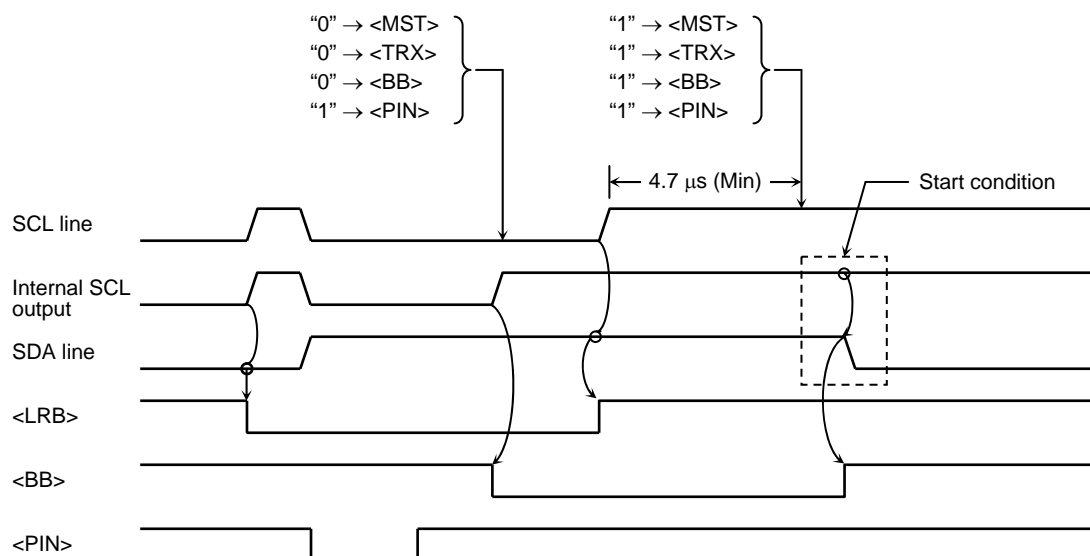 “0” → <MST>
“0” → <TRX>
“0” → <BB>
“1” → <PIN>
“1” → <MST>
“1” → <TRX>
“1” → <BB>
“1” → <PIN>
4.7 μs (Min)
Start condition
SCL line
Internal SCL
output
SDA line
<LRB>
<BB>
<PIN>